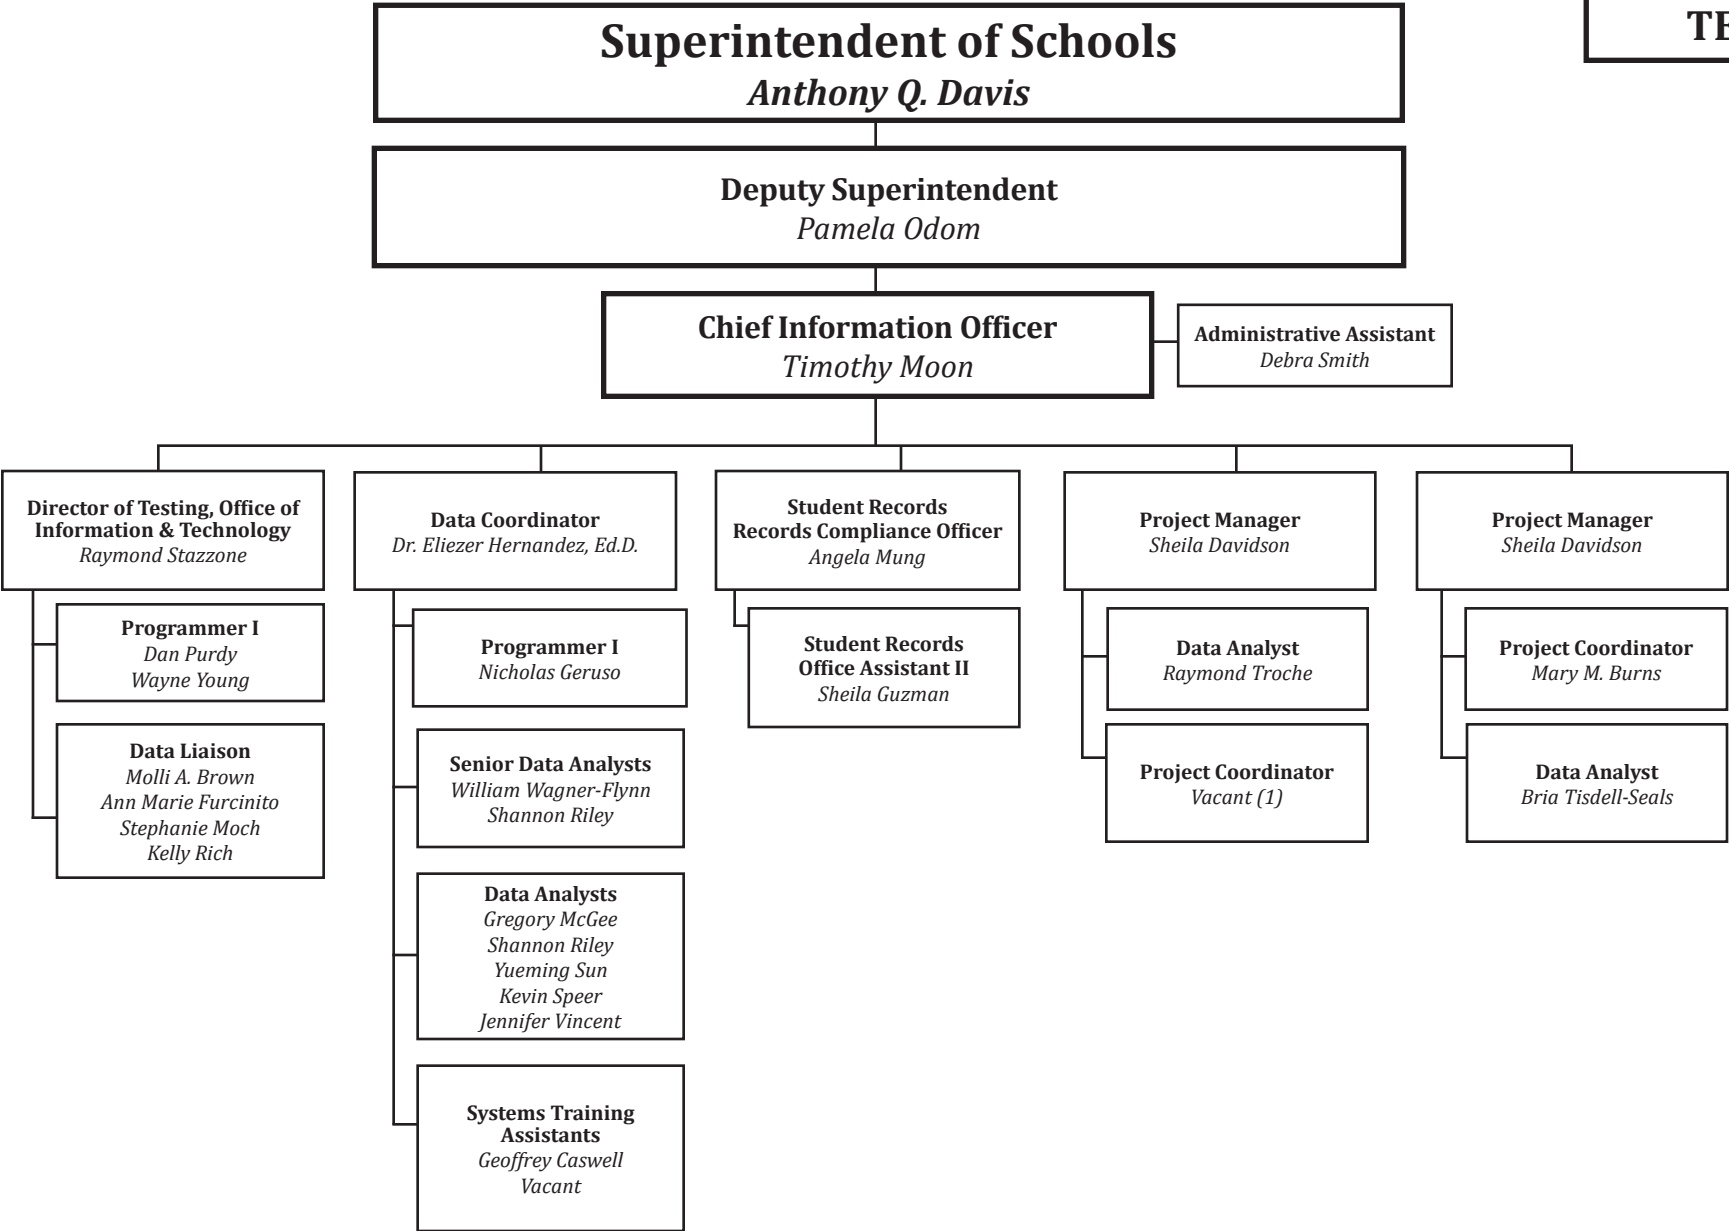 Superintendent of Schools
Anthony Q. Davis
Deputy Superintendent
Pamela Odom
Chief Information Officer
Timothy Moon
Administrative Assistant
Debra Smith
Director of Testing, Office of
Information & Technology
Raymond Stazzone
Programmer I
Dan Purdy
Wayne Young
Data Liaison
Molli A. Brown
Ann Marie Furcinito
Stephanie Moch
Kelly Rich
Data Coordinator
Dr. Eliezer Hernandez, Ed.D.
Programmer I
Nicholas Geruso
Senior Data Analysts
William Wagner-Flynn
Shannon Riley
Data Analysts
Gregory McGee
Shannon Riley
Yueming Sun
Kevin Speer
Jennifer Vincent
Systems Training
Assistants
Geoffrey Caswell
Vacant
Student Records
Records Compliance Officer
Angela Mung
Student Records
Office Assistant II
Sheila Guzman
Project Manager
Sheila Davidson
Data Analyst
Raymond Troche
Project Coordinator
Vacant (1)
Project Manager
Sheila Davidson
Project Coordinator
Mary M. Burns
Data Analyst
Bria Tisdell-Seals